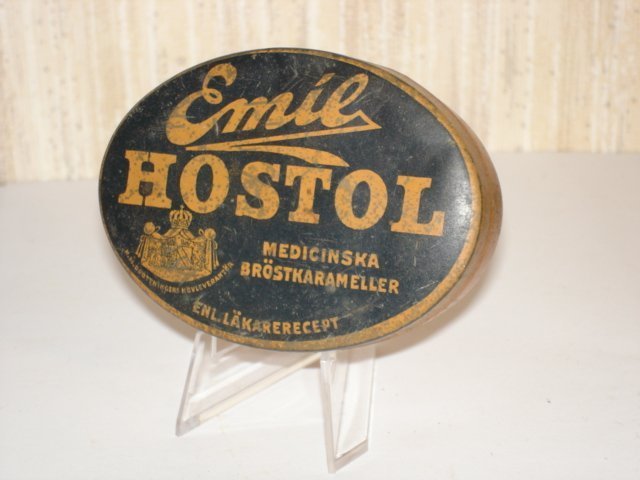 Emil
HOSTOL
MEDICINSKA
BRÖSTKARAMELLER
ENL. LÄKARERECEPT